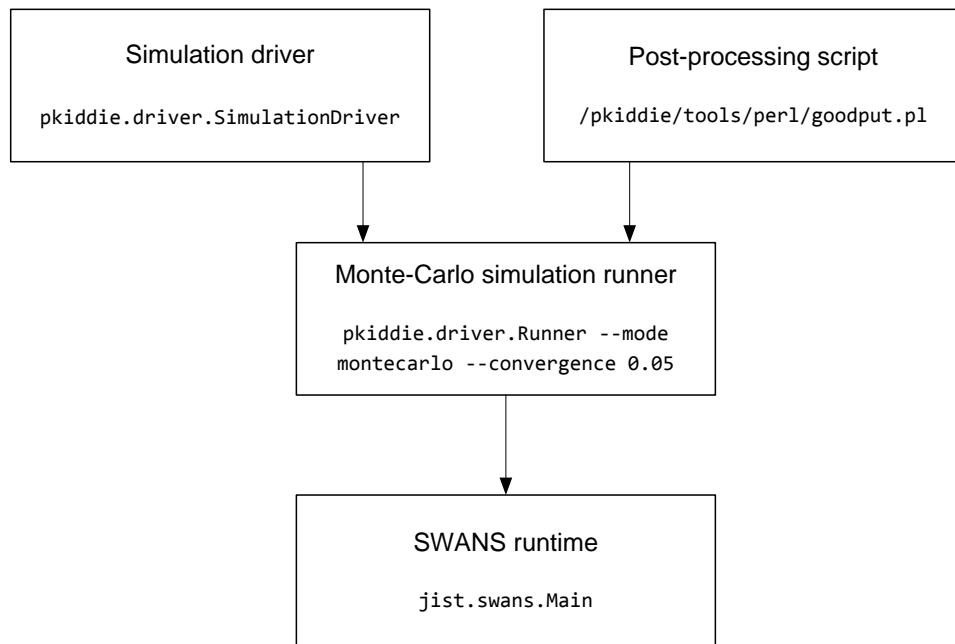 Simulation driver
pkiddie.driver.SimulationDriver
Post-processing script
/pkiddie/tools/perl/goodput.pl
Monte-Carlo simulation runner
pkiddie.driver.Runner --mode
montecarlo --convergence 0.05
SWANS runtime
jist.swans.Main